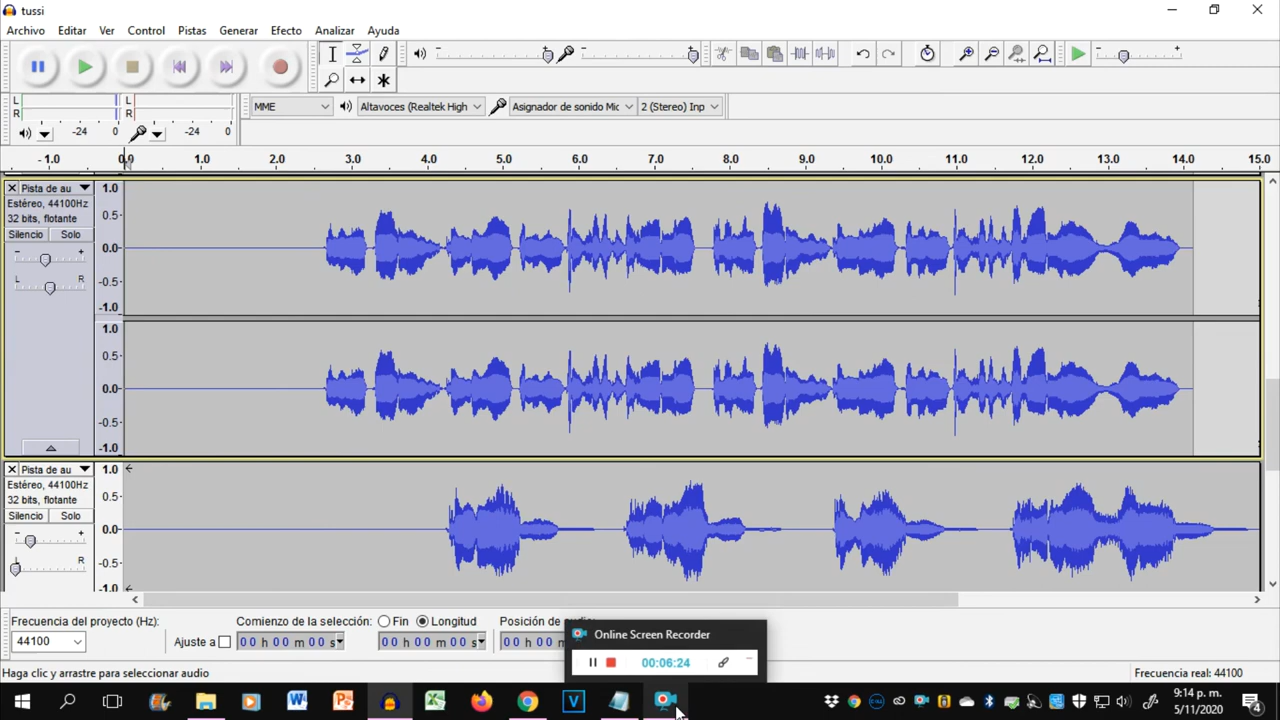 tussi
Archivo Editar Ver Control Pistas Generar Efecto Analizar Ayuda
L
R
-24 0
L
R
-24 0
MME
Altavoces (Realtek High
Asignador de sonido Mic
2 (Stereo) Inp
-1.0 0.0 1.0 2.0 3.0 4.0 5.0 6.0 7.0 8.0 9.0 10.0 11.0 12.0 13.0 14.0 15.0
Pista de au
Estéreo, 44100Hz
32 bits, flotante
Silencio Solo
- +
L R
1.0
0.5
0.0
-0.5
-1.0
1.0
0.5
0.0
-0.5
-1.0
Pista de au
Estéreo, 44100Hz
32 bits, flotante
Silencio Solo
- +
L R
1.0
0.5
0.0
-0.5
-1.0
Frecuencia del proyecto (Hz):
44100
Ajuste a
Comienzo de la selección:
00 h 00 m 00 s
Fin Longitud
00 h 00 m 00 s
Posición de au
00 h 00
Online Screen Recorder
00:06:24
Haga clic y arrastre para seleccionar audio
Frecuencia real: 44100
9:14 p. m.
5/11/2020
4